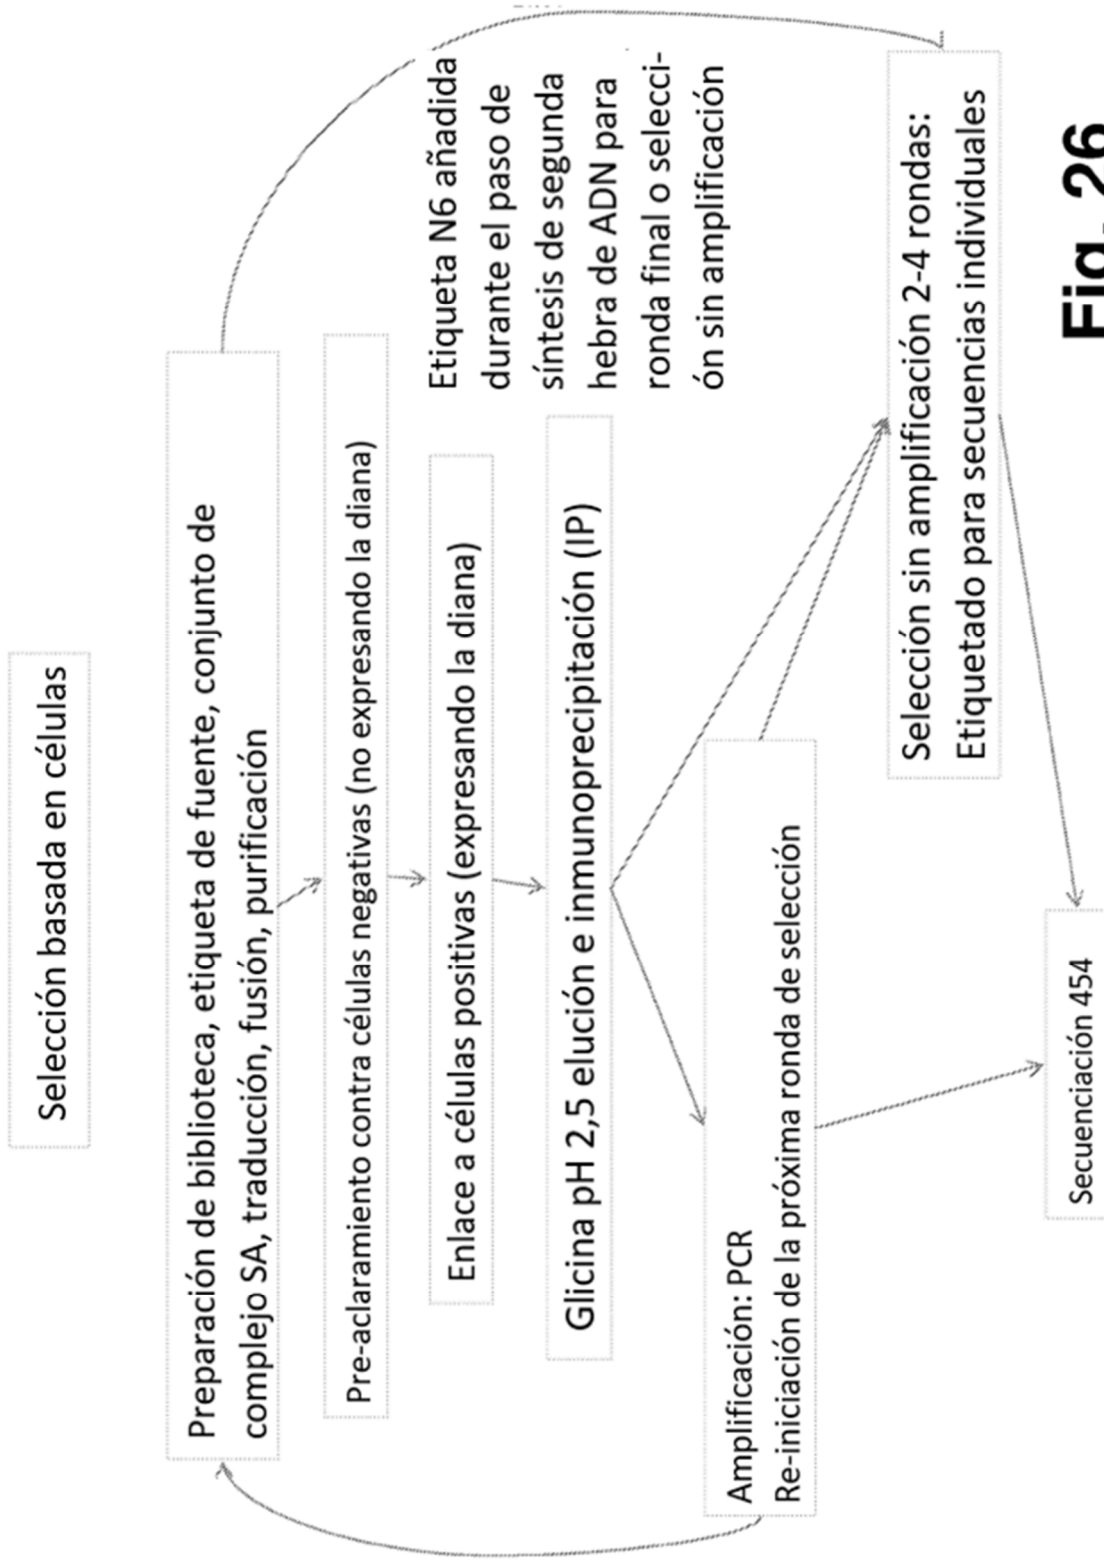 Selección basada en células
Preparación de biblioteca, etiqueta de fuente, conjunto de
complejo SA, traducción, fusión, purificación
Pre-aclaramiento contra células negativas (no expresando la diana)
Enlace a células positivas (expresando la diana)
Glicina pH 2,5 elución e inmunoprecipitación (IP)
Etiqueta N6 añadida
durante el paso de
síntesis de segunda
hebra de ADN para
ronda final o selecci-
ón sin amplificación
Amplificación: PCR
Re-iniciación de la próxima ronda de selección
Selección sin amplificación 2-4 rondas:
Etiquetado para secuencias individuales
Secuenciación 454
Fig. 26